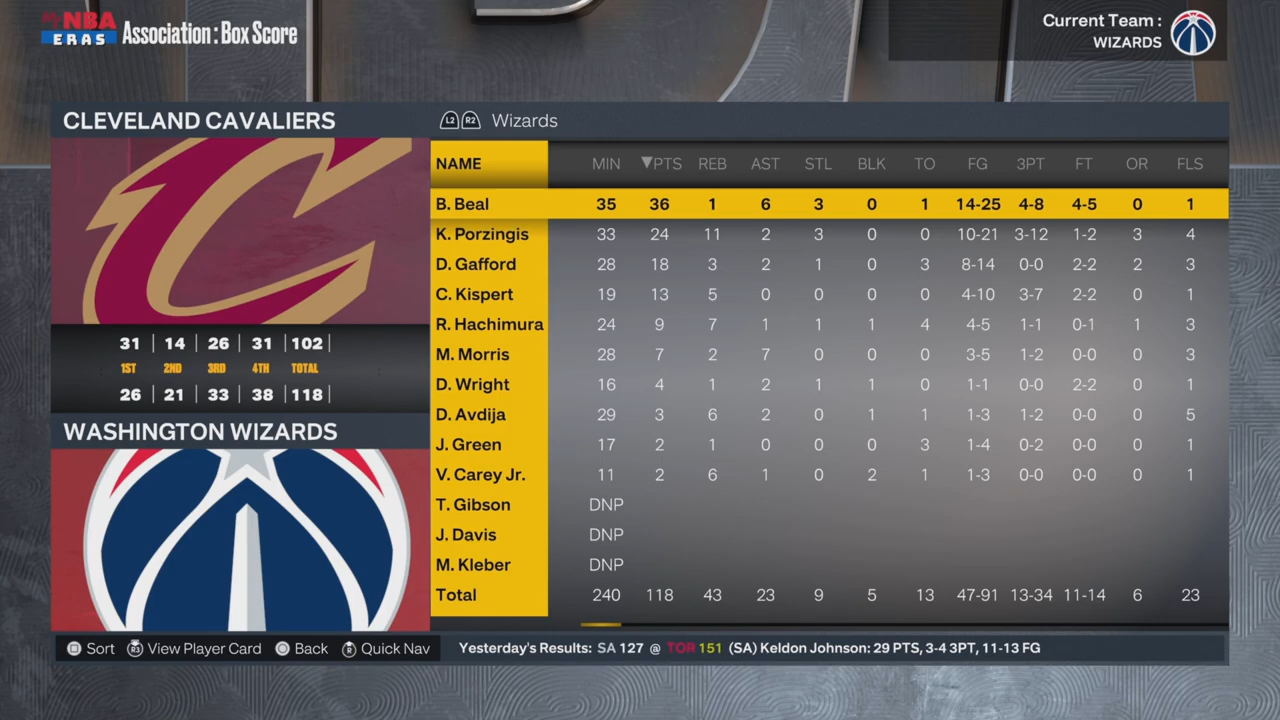 MyNBA ERAS Association : Box Score
Current Team :
WIZARDS
CLEVELAND CAVALIERS
31 | 14 | 26 | 31 | 102 |
1ST 2ND 3RD 4TH TOTAL
26 | 21 | 33 | 38 | 118 |
WASHINGTON WIZARDS
L2 R2 Wizards
NAME MIN ▼PTS REB AST STL BLK TO FG 3PT FT OR FLS
B. Beal 35 36 1 6 3 0 1 14-25 4-8 4-5 0 1
K. Porzingis 33 24 11 2 3 0 0 10-21 3-12 1-2 3 4
D. Gafford 28 18 3 2 1 0 3 8-14 0-0 2-2 2 3
C. Kispert 19 13 5 0 0 0 0 4-10 3-7 2-2 0 1
R. Hachimura 24 9 7 1 1 1 4 4-5 1-1 0-1 1 3
M. Morris 28 7 2 7 0 0 0 3-5 1-2 0-0 0 3
D. Wright 16 4 1 2 1 1 0 1-1 0-0 2-2 0 1
D. Avdija 29 3 6 2 0 1 1 1-3 1-2 0-0 0 5
J. Green 17 2 1 0 0 0 3 1-4 0-2 0-0 0 1
V. Carey Jr. 11 2 6 1 0 2 1 1-3 0-0 0-0 0 1
T. Gibson DNP
J. Davis DNP
M. Kleber DNP
Total 240 118 43 23 9 5 13 47-91 13-34 11-14 6 23
Sort R3 View Player Card Back R Quick Nav
Yesterday's Results: SA 127 @ TOR 151 (SA) Keldon Johnson: 29 PTS, 3-4 3PT, 11-13 FG